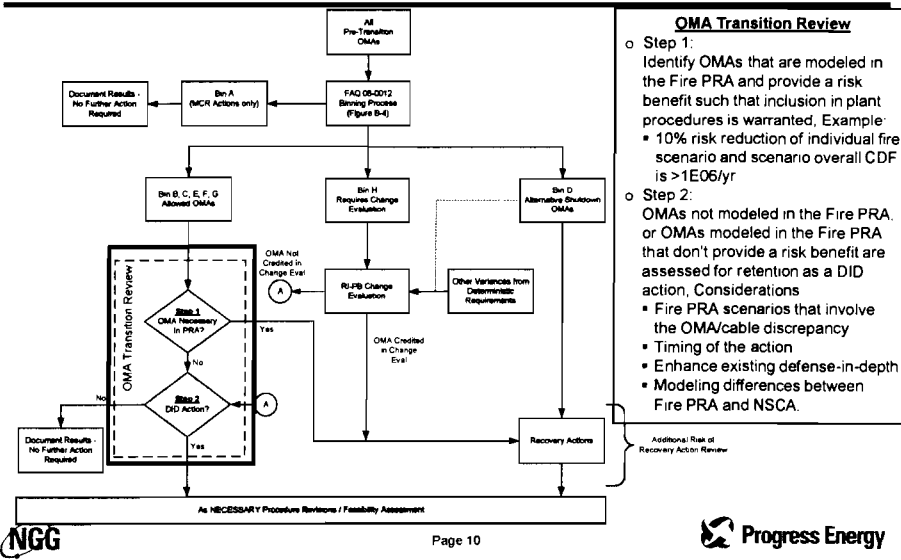 All
Pre-Transition
OMAs
Document Results -
No Further Action
Required
Bin A
(MCR Actions only)
FAQ 08-0012
Binning Process
(Figure B-4)
Bin B, C, E, F, G
Allowed OMAs
Bin H
Requires Change
Evaluation
Bin D
Alternative Shutdown
OMAs
OMA Not
Credited in
Change Eval
A
RI-PB Change
Evaluation
Other Variances from
Deterministic
Requirements
OMA Transition Review
Step 1
OMA Necessary
In PRA?
Yes
No
OMA Credited
in Change
Eval
Step 2
DID Action?
A
No
Yes
Document Results -
No Further Action
Required
Recovery Actions
Additional Risk of
Recovery Action Review
As NECESSARY Procedure Revisions / Feasibility Assessment
OMA Transition Review
o Step 1:
Identify OMAs that are modeled in
the Fire PRA and provide a risk
benefit such that inclusion in plant
procedures is warranted, Example:
▪ 10% risk reduction of individual fire
scenario and scenario overall CDF
is >1E06/yr
o Step 2:
OMAs not modeled in the Fire PRA,
or OMAs modeled in the Fire PRA
that don't provide a risk benefit are
assessed for retention as a DID
action, Considerations
▪ Fire PRA scenarios that involve
the OMA/cable discrepancy
▪ Timing of the action
▪ Enhance existing defense-in-depth
▪ Modeling differences between
Fire PRA and NSCA.
NGG
Page 10
Progress Energy